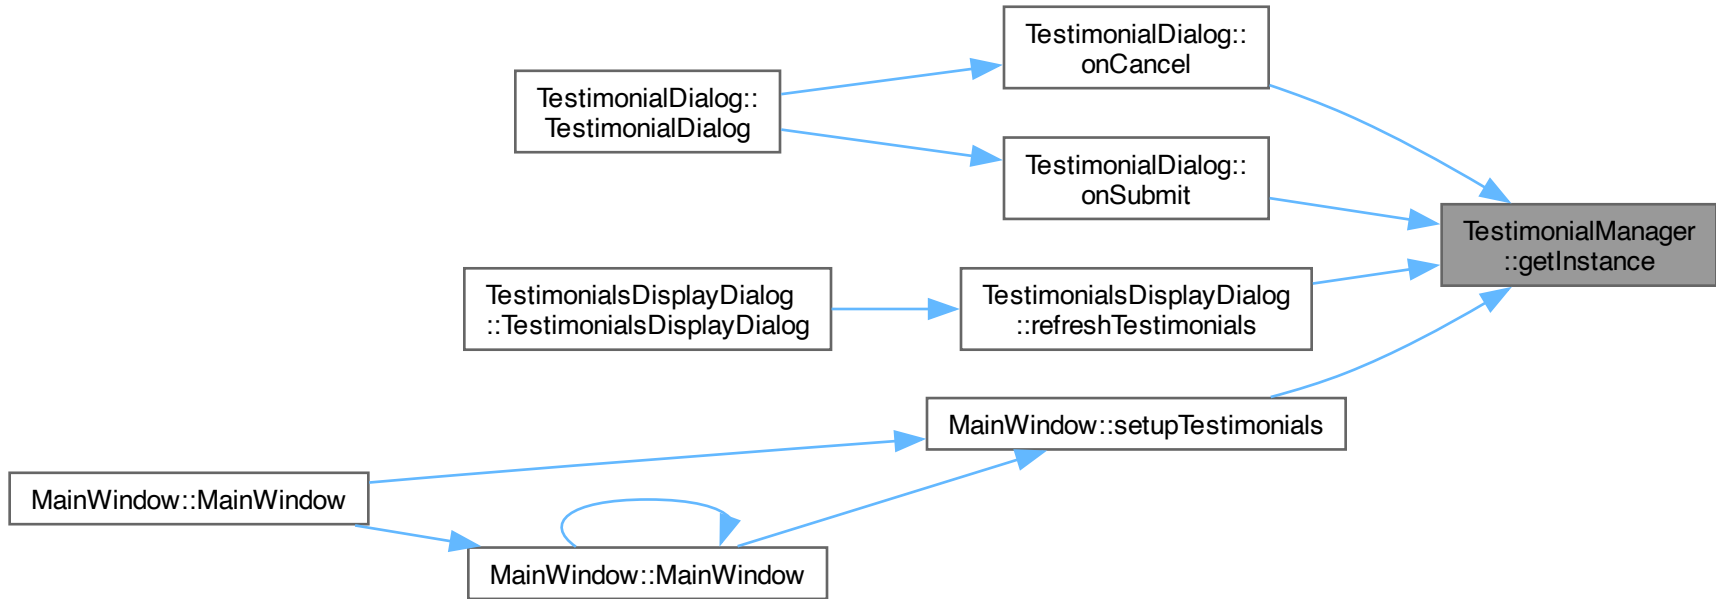 TestimonialDialog::
onCancel
TestimonialDialog::
TestimonialDialog
TestimonialDialog::
onSubmit
TestimonialManager
::getInstance
TestimonialsDisplayDialog
::TestimonialsDisplayDialog
TestimonialsDisplayDialog
::refreshTestimonials
MainWindow::setupTestimonials
MainWindow::MainWindow
MainWindow::MainWindow